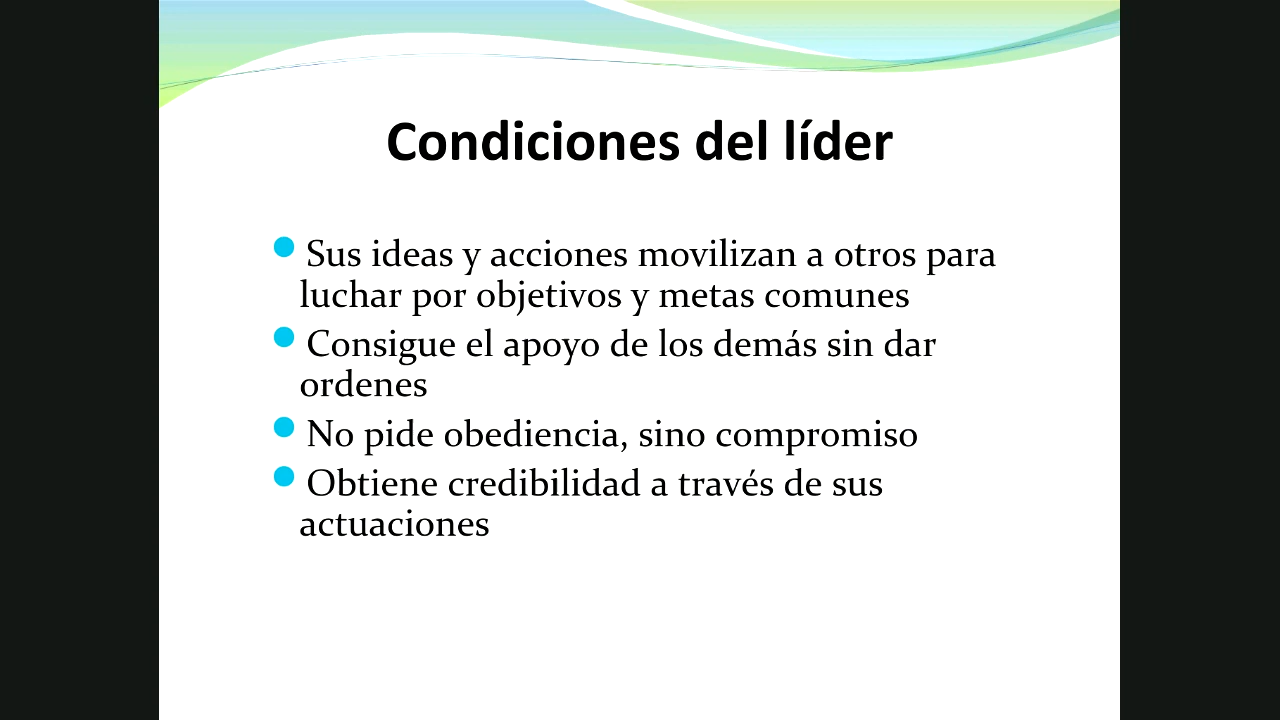 Condiciones del líder
Sus ideas y acciones movilizan a otros para
luchar por objetivos y metas comunes
Consigue el apoyo de los demás sin dar
ordenes
No pide obediencia, sino compromiso
Obtiene credibilidad a través de sus
actuaciones